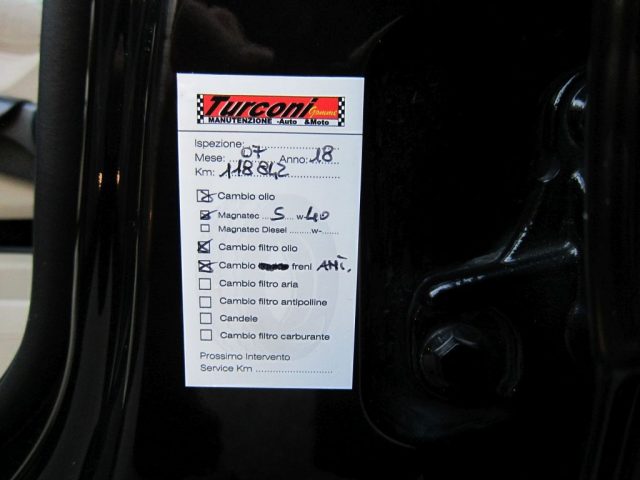 Turconi Gomme
MANUTENZIONE -Auto &Moto
Ispezione:
Mese: 07 Anno: 18
Km: 118842
Cambio olio
Magnatec 5 w- 40
Magnatec Diesel w-
Cambio filtro olio
Cambio freni ANT.
Cambio filtro aria
Cambio filtro antipolline
Candele
Cambio filtro carburante
Prossimo Intervento
Service Km